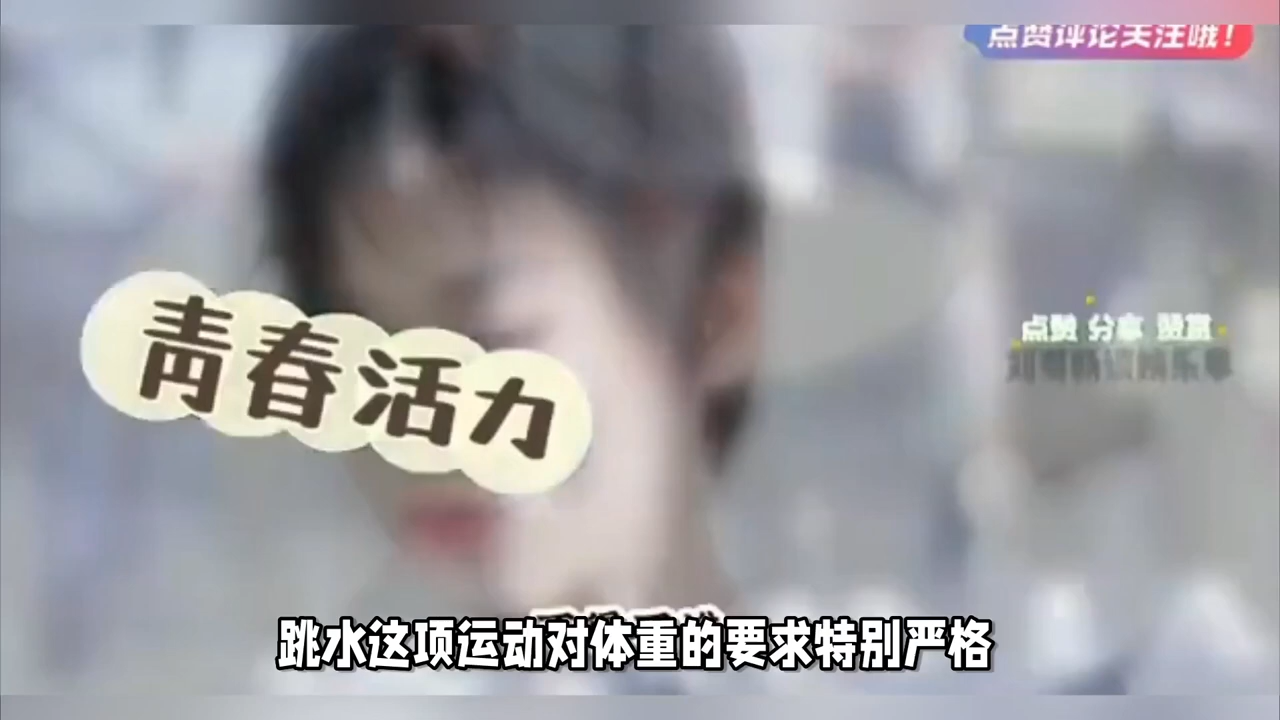 点赞评论关注哦！
点赞 分享 赞赏
青春活力
跳水这项运动对体重的要求特别严格